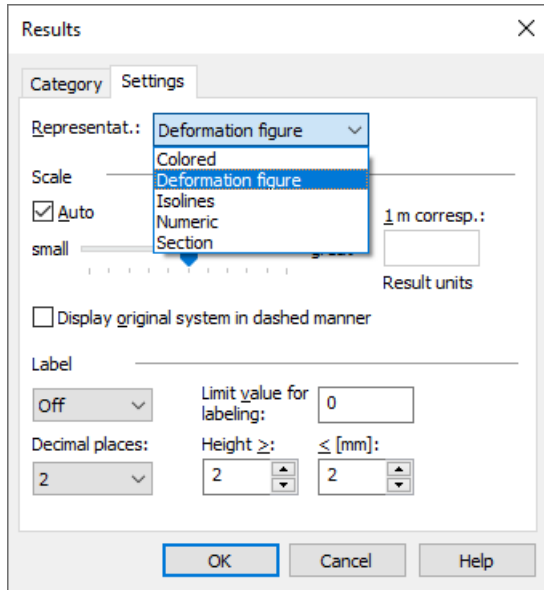 Results
Category Settings
Representat.: Deformation figure
Colored
Deformation figure
Isolines
Numeric
Section
Scale
Auto
1 m corresp.:
small
Result units
Display original system in dashed manner
Label
Off
Limit value for
labeling:
0
Decimal places: Height >: < [mm]:
2 2 2
OK Cancel Help